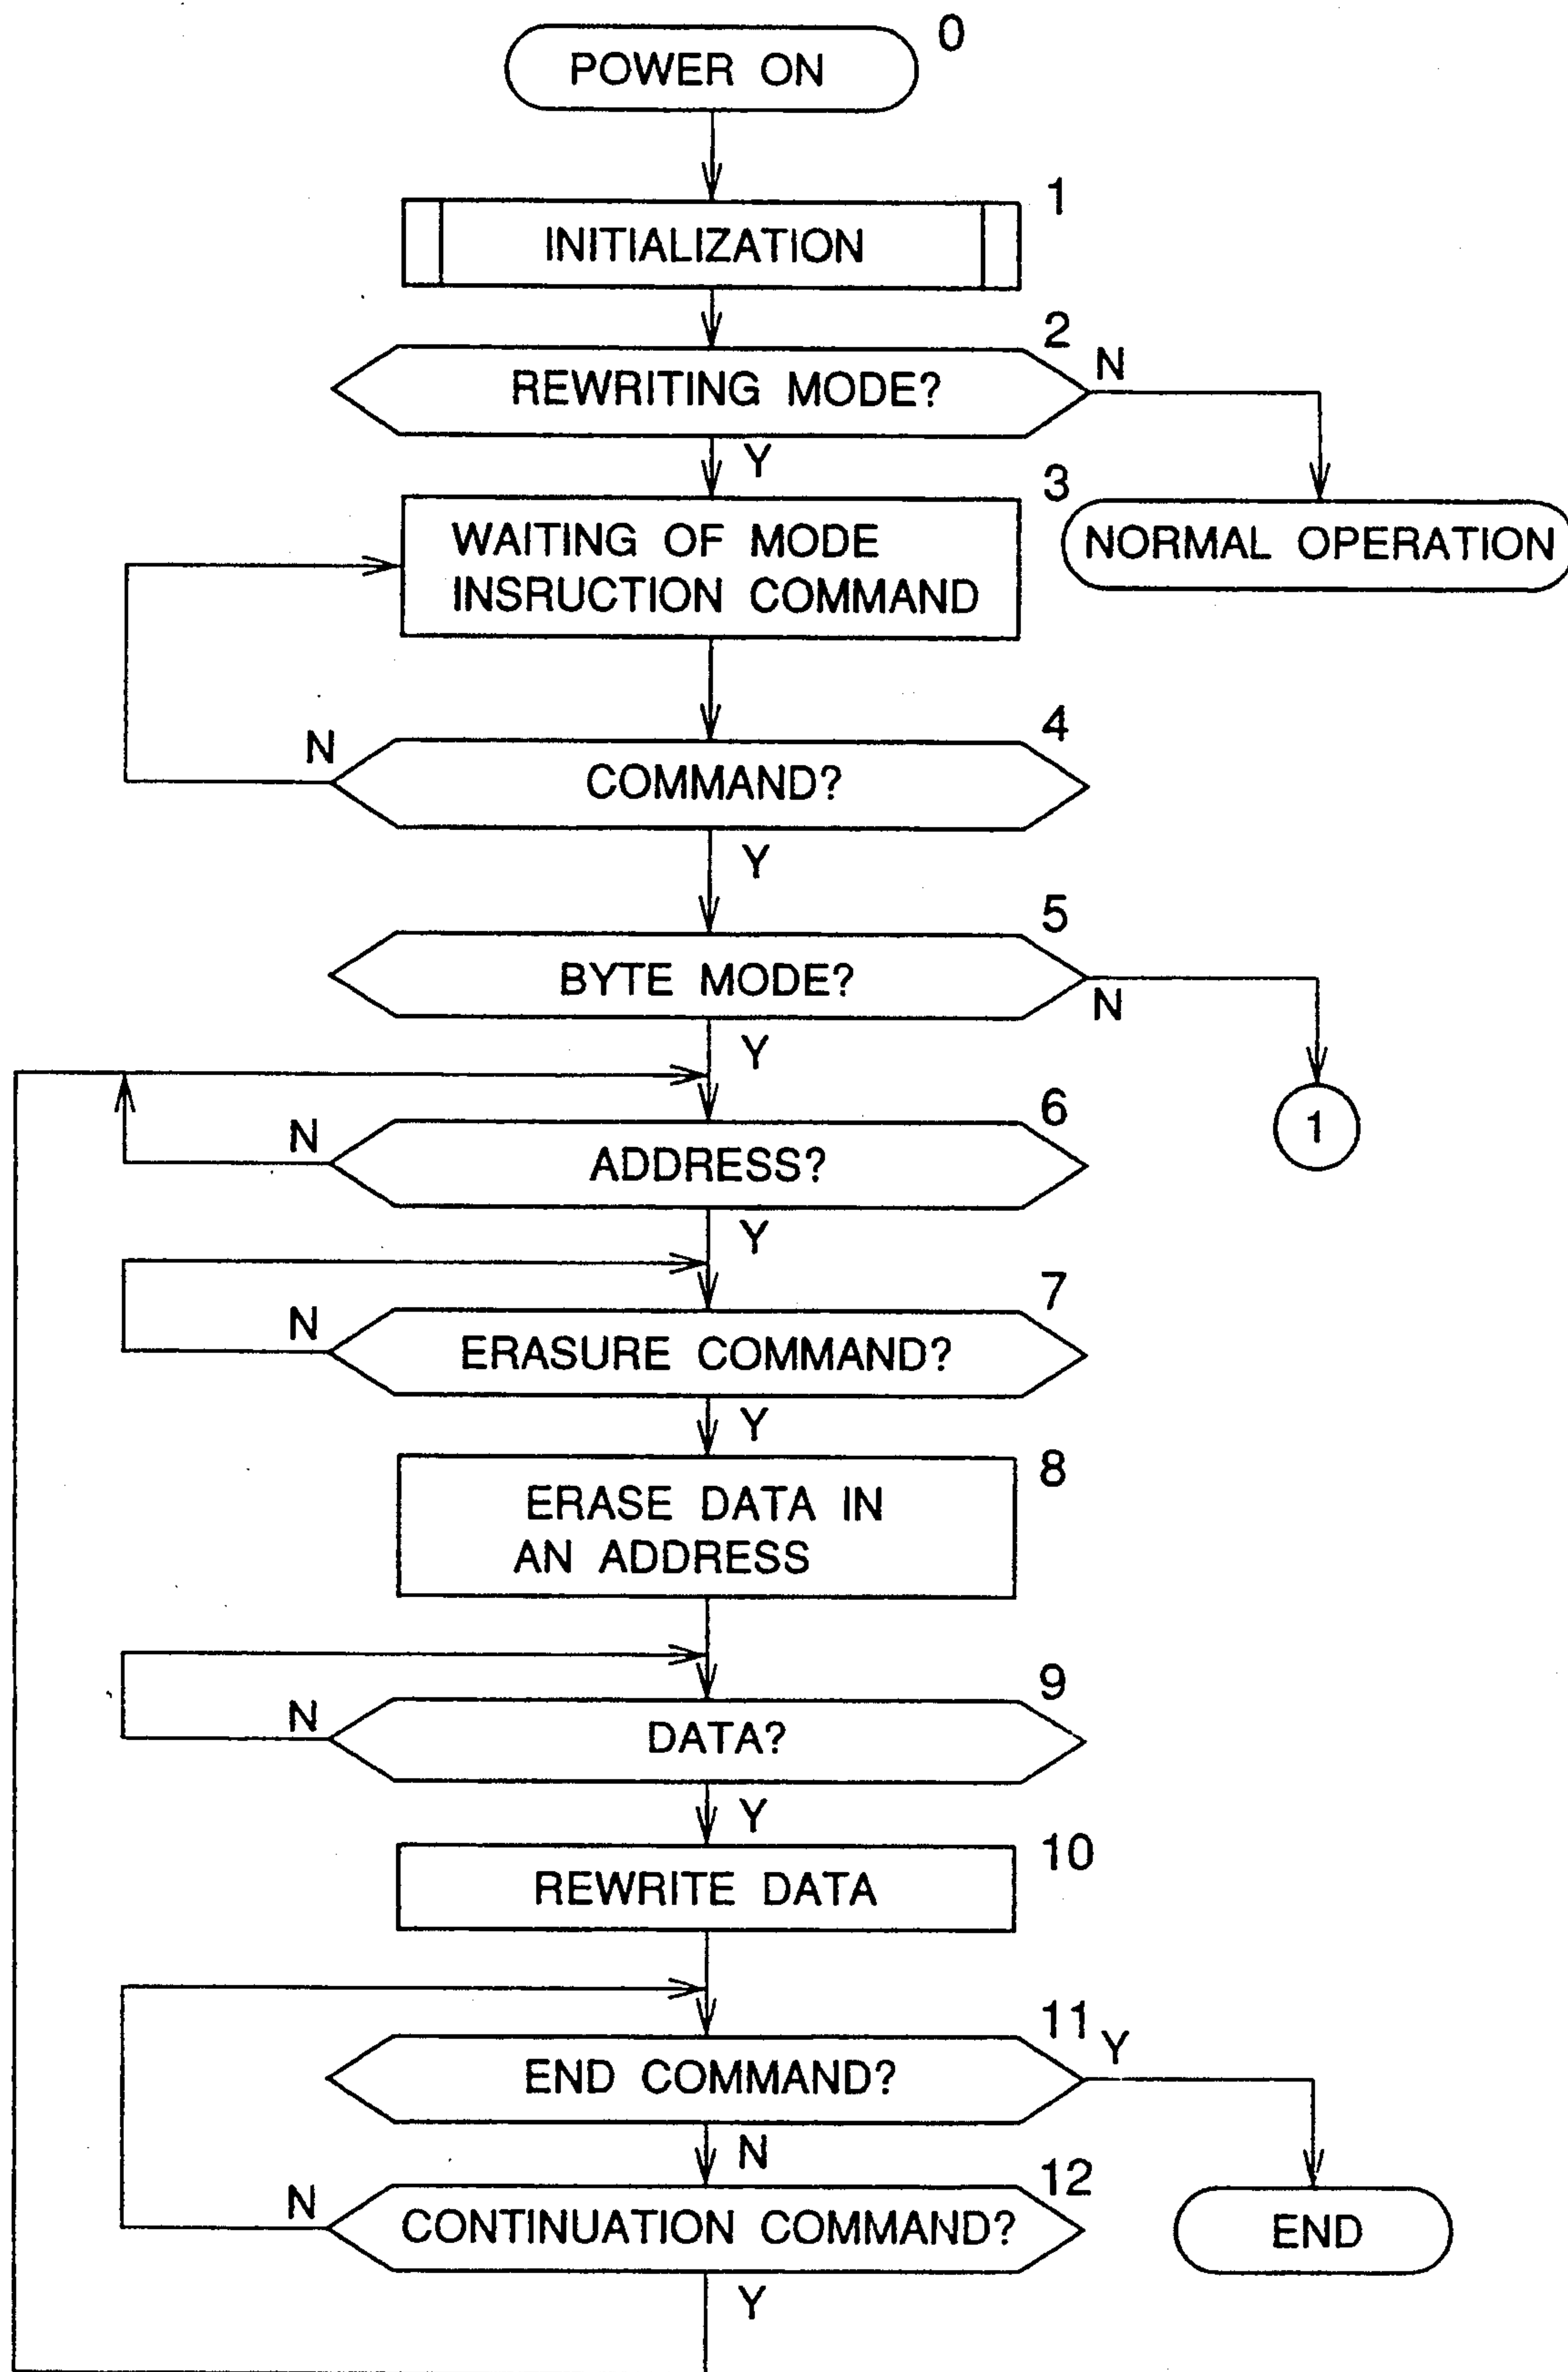 0
POWER ON
1
INITIALIZATION
2
REWRITING MODE?
N
Y
3
WAITING OF MODE
INSRUCTION COMMAND
NORMAL OPERATION
4
N
COMMAND?
Y
5
BYTE MODE?
N
Y
6
N
ADDRESS?
1
Y
7
N
ERASURE COMMAND?
Y
8
ERASE DATA IN
AN ADDRESS
9
N
DATA?
Y
10
REWRITE DATA
11
Y
END COMMAND?
N
12
N
CONTINUATION COMMAND?
END
Y